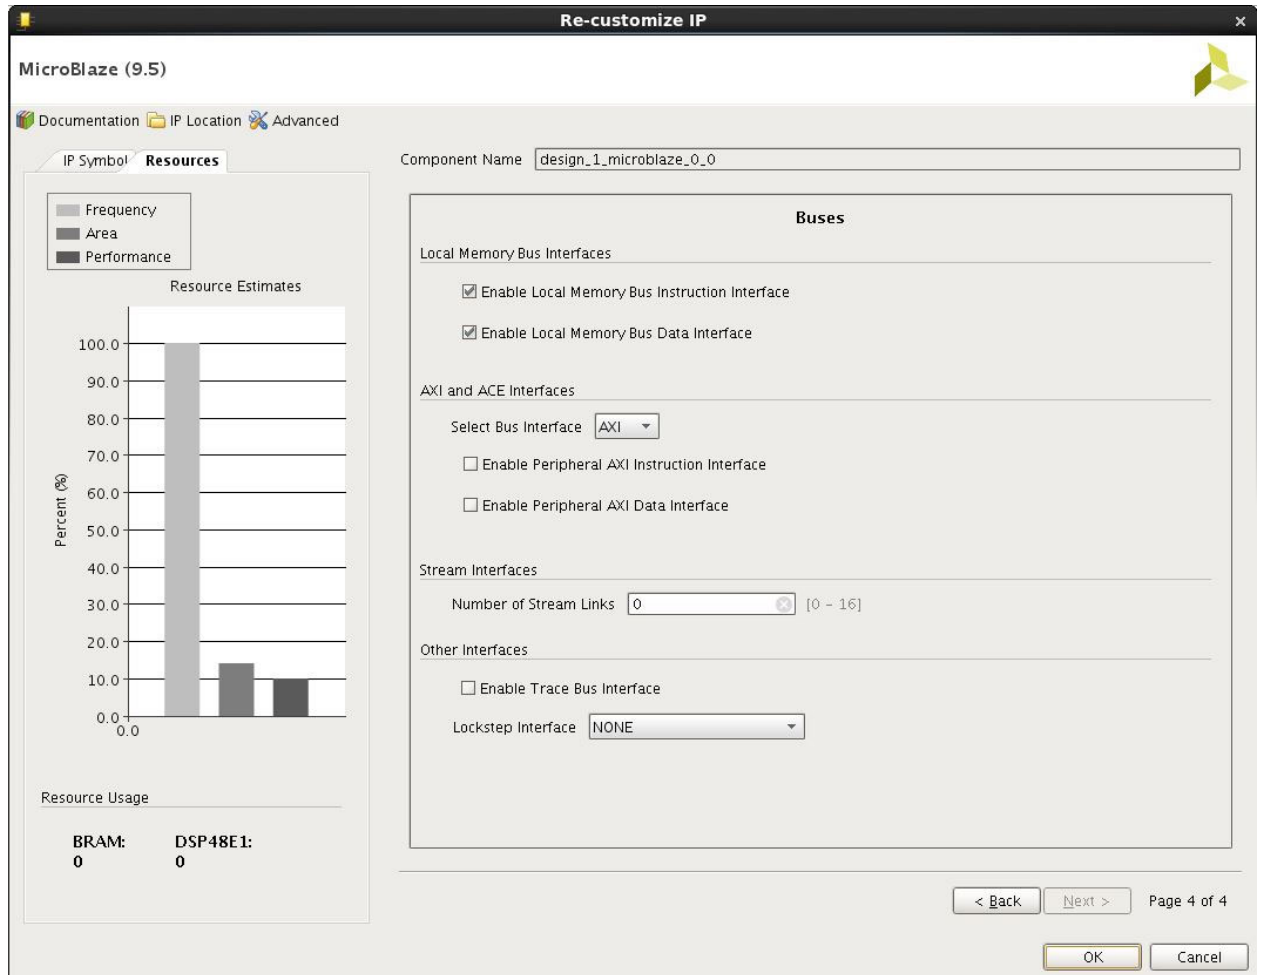 Re-customize IP
MicroBlaze (9.5)
Documentation IP Location Advanced
IP Symbol Resources
Frequency
Area
Performance
Resource Estimates
100.0
90.0
80.0
70.0
60.0
50.0
40.0
30.0
20.0
10.0
0.0
0.0
Percent (%)
Resource Usage
BRAM: DSP48E1:
0 0
Component Name design_1_microblaze_0_0
Buses
Local Memory Bus Interfaces
Enable Local Memory Bus Instruction Interface
Enable Local Memory Bus Data Interface
AXI and ACE Interfaces
Select Bus Interface AXI
Enable Peripheral AXI Instruction Interface
Enable Peripheral AXI Data Interface
Stream Interfaces
Number of Stream Links 0 [0 - 16]
Other Interfaces
Enable Trace Bus Interface
Lockstep Interface NONE
< Back Next > Page 4 of 4
OK Cancel